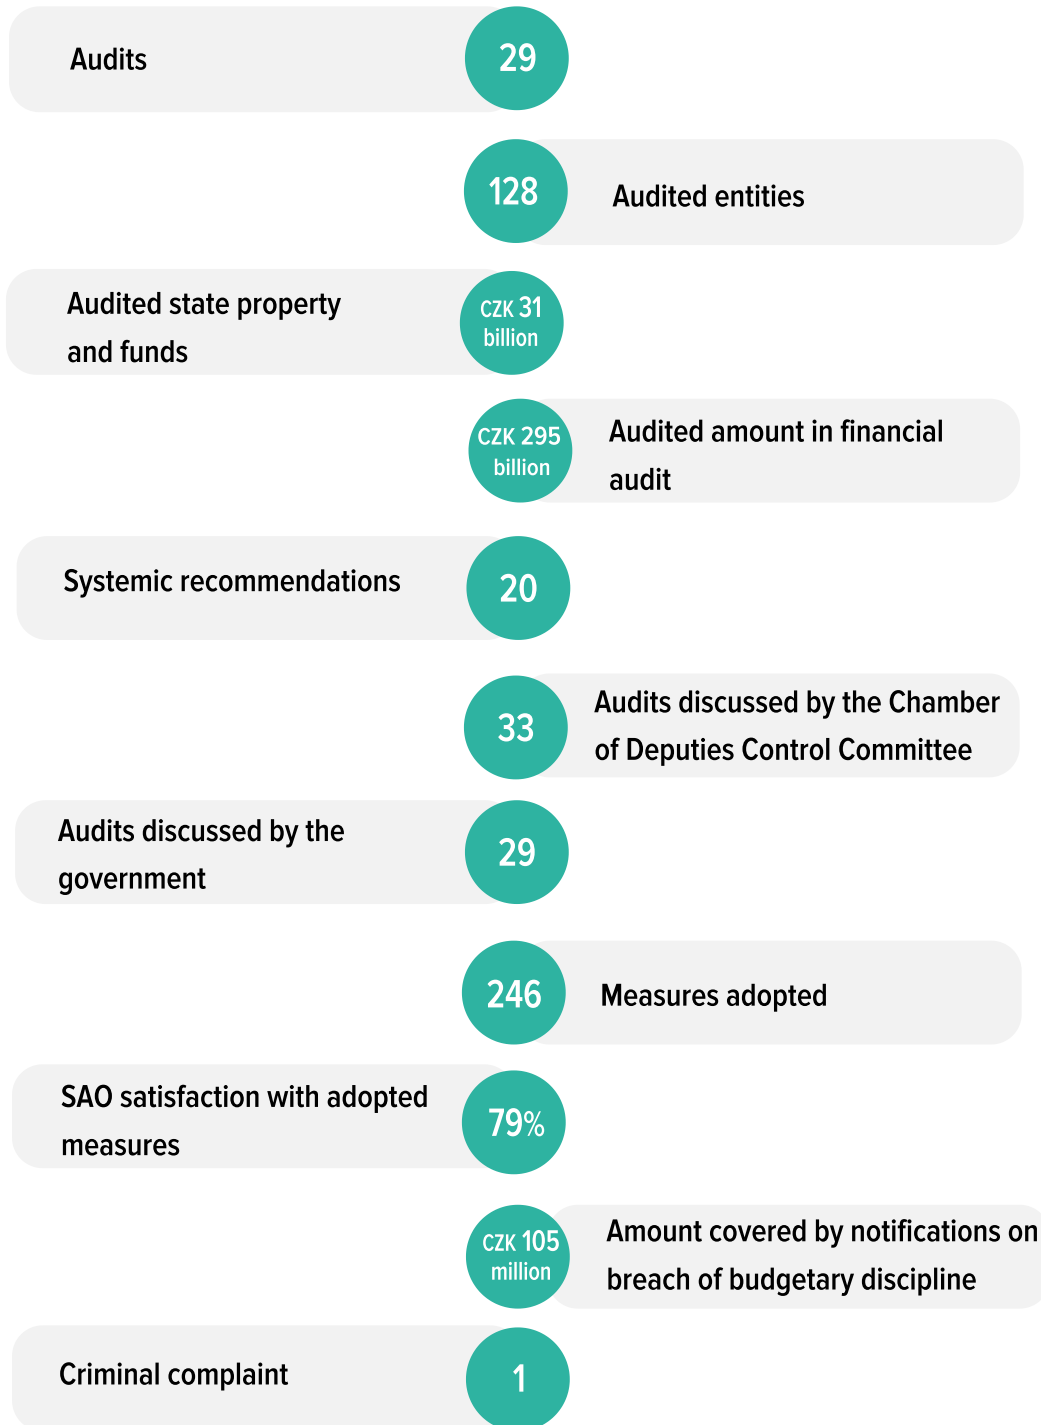 Audits
29
128
Audited entities
Audited state property
and funds
CZK 31
billion
CZK 295
billion
Audited amount in financial
audit
Systemic recommendations
20
33
Audits discussed by the Chamber
of Deputies Control Committee
Audits discussed by the
government
29
246
Measures adopted
SAO satisfaction with adopted
measures
79%
CZK 105
million
Amount covered by notifications on
breach of budgetary discipline
Criminal complaint
1